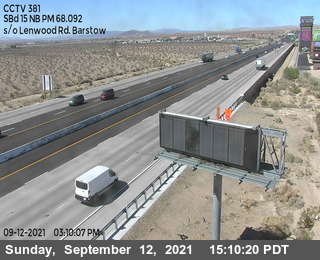 CCTV 381
SBd 15 NB PM 68.092
s/o Lenwood Rd. Barstow
09-12-2021 03:10:07 PM
Sunday, September 12, 2021 15:10:20 PDT